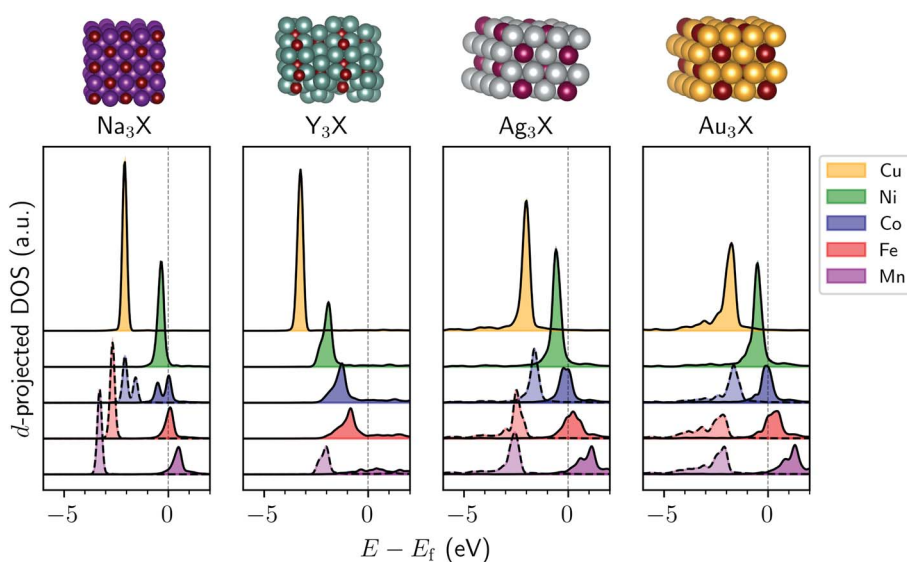 Na₃X Y₃X Ag₃X Au₃X
d-projected DOS (a.u.)
Cu
Ni
Co
Fe
Mn
−5 0 −5 0 −5 0 −5 0
E − E_f (eV)